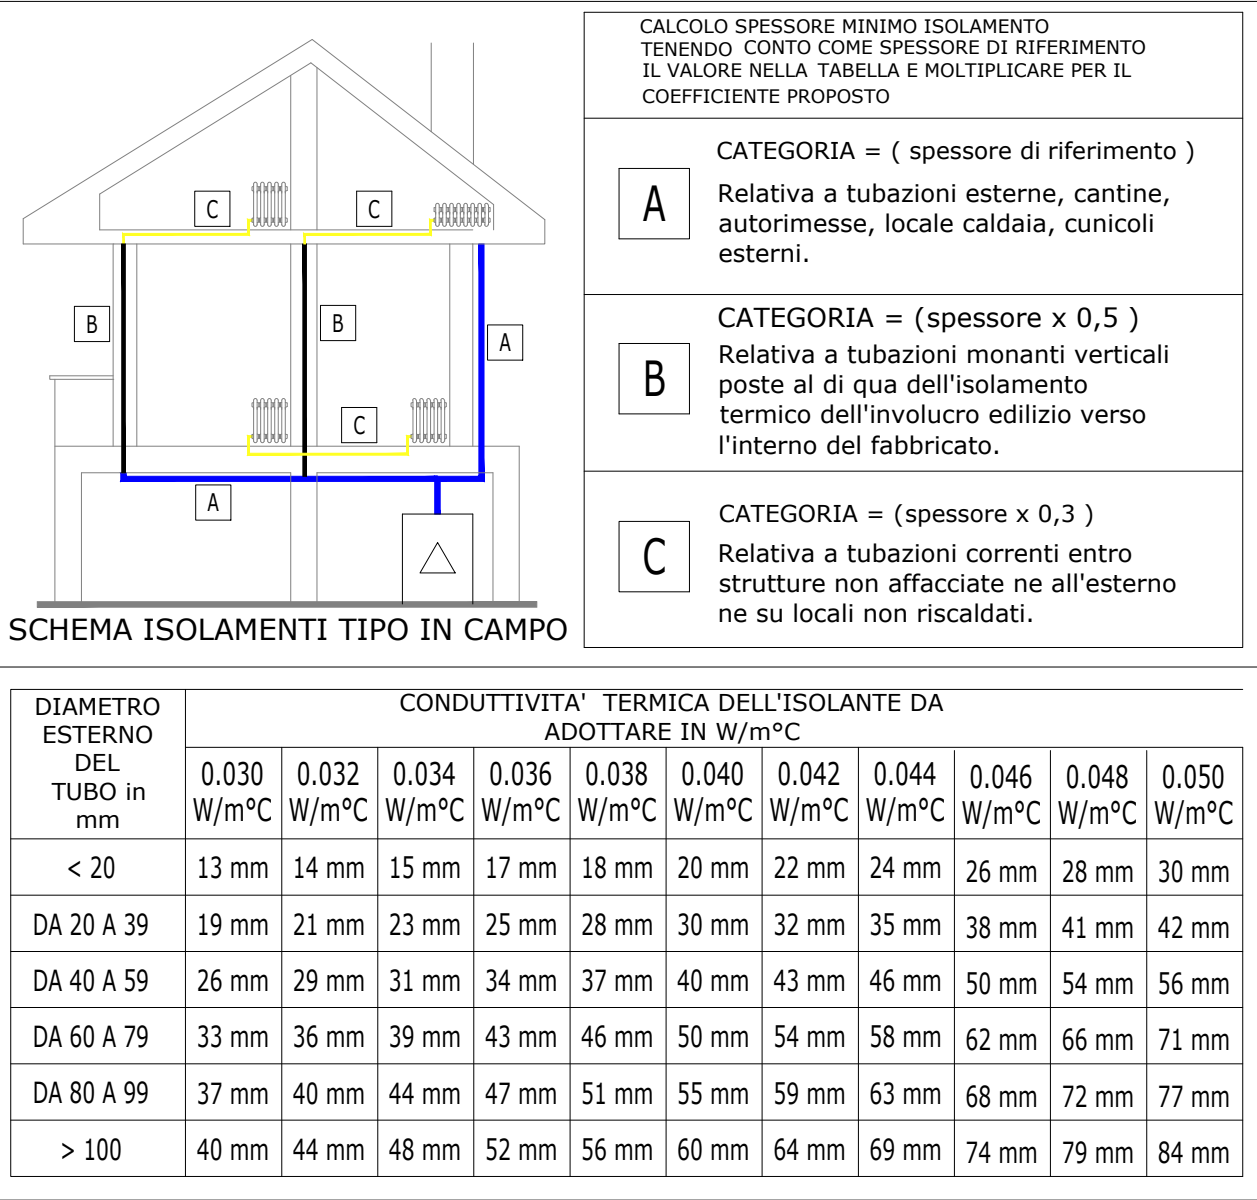 C
C
B
B
A
C
A
SCHEMA ISOLAMENTI TIPO IN CAMPO
CALCOLO SPESSORE MINIMO ISOLAMENTO
TENENDO CONTO COME SPESSORE DI RIFERIMENTO
IL VALORE NELLA TABELLA E MOLTIPLICARE PER IL
COEFFICIENTE PROPOSTO
A
CATEGORIA = ( spessore di riferimento )
Relativa a tubazioni esterne, cantine,
autorimesse, locale caldaia, cunicoli
esterni.
B
CATEGORIA = (spessore x 0,5 )
Relativa a tubazioni monanti verticali
poste al di qua dell'isolamento
termico dell'involucro edilizio verso
l'interno del fabbricato.
C
CATEGORIA = (spessore x 0,3 )
Relativa a tubazioni correnti entro
strutture non affacciate ne all'esterno
ne su locali non riscaldati.
DIAMETRO
ESTERNO
DEL
TUBO in
mm
CONDUTTIVITA' TERMICA DELL'ISOLANTE DA
ADOTTARE IN W/m°C
0.030 0.032 0.034 0.036 0.038 0.040 0.042 0.044 0.046 0.048 0.050
W/m°C W/m°C W/m°C W/m°C W/m°C W/m°C W/m°C W/m°C W/m°C W/m°C W/m°C
< 20 13 mm 14 mm 15 mm 17 mm 18 mm 20 mm 22 mm 24 mm 26 mm 28 mm 30 mm
DA 20 A 39 19 mm 21 mm 23 mm 25 mm 28 mm 30 mm 32 mm 35 mm 38 mm 41 mm 42 mm
DA 40 A 59 26 mm 29 mm 31 mm 34 mm 37 mm 40 mm 43 mm 46 mm 50 mm 54 mm 56 mm
DA 60 A 79 33 mm 36 mm 39 mm 43 mm 46 mm 50 mm 54 mm 58 mm 62 mm 66 mm 71 mm
DA 80 A 99 37 mm 40 mm 44 mm 47 mm 51 mm 55 mm 59 mm 63 mm 68 mm 72 mm 77 mm
> 100 40 mm 44 mm 48 mm 52 mm 56 mm 60 mm 64 mm 69 mm 74 mm 79 mm 84 mm